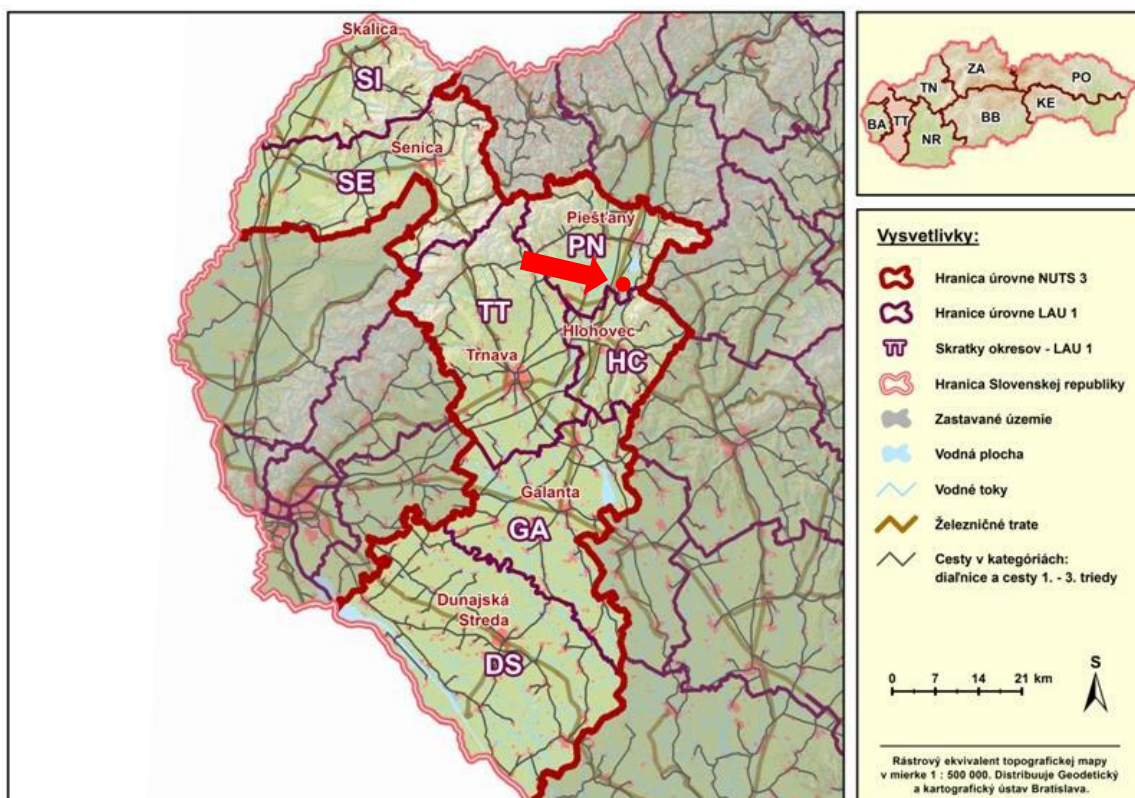 Skalica
SI
Senica
SE
Piešťany
PN
TT
Hlohovec
HC
Trnava
Galanta
GA
Dunajská
Streda
DS
ZA
PO
TN
KE
BA
TT
BB
NR
Vysvetlivky:
Hranica úrovne NUTS 3
Hranice úrovne LAU 1
TT Skratky okresov - LAU 1
Hranica Slovenskej republiky
Zastavané územie
Vodná plocha
Vodné toky
Železničné trate
Cesty v kategóriách:
diaľnice a cesty 1. - 3. triedy
S
0 7 14 21 km
Rástrový ekvivalent topografickej mapy
v mierke 1 : 500 000. Distribuuje Geodetický
a kartografický ústav Bratislava.